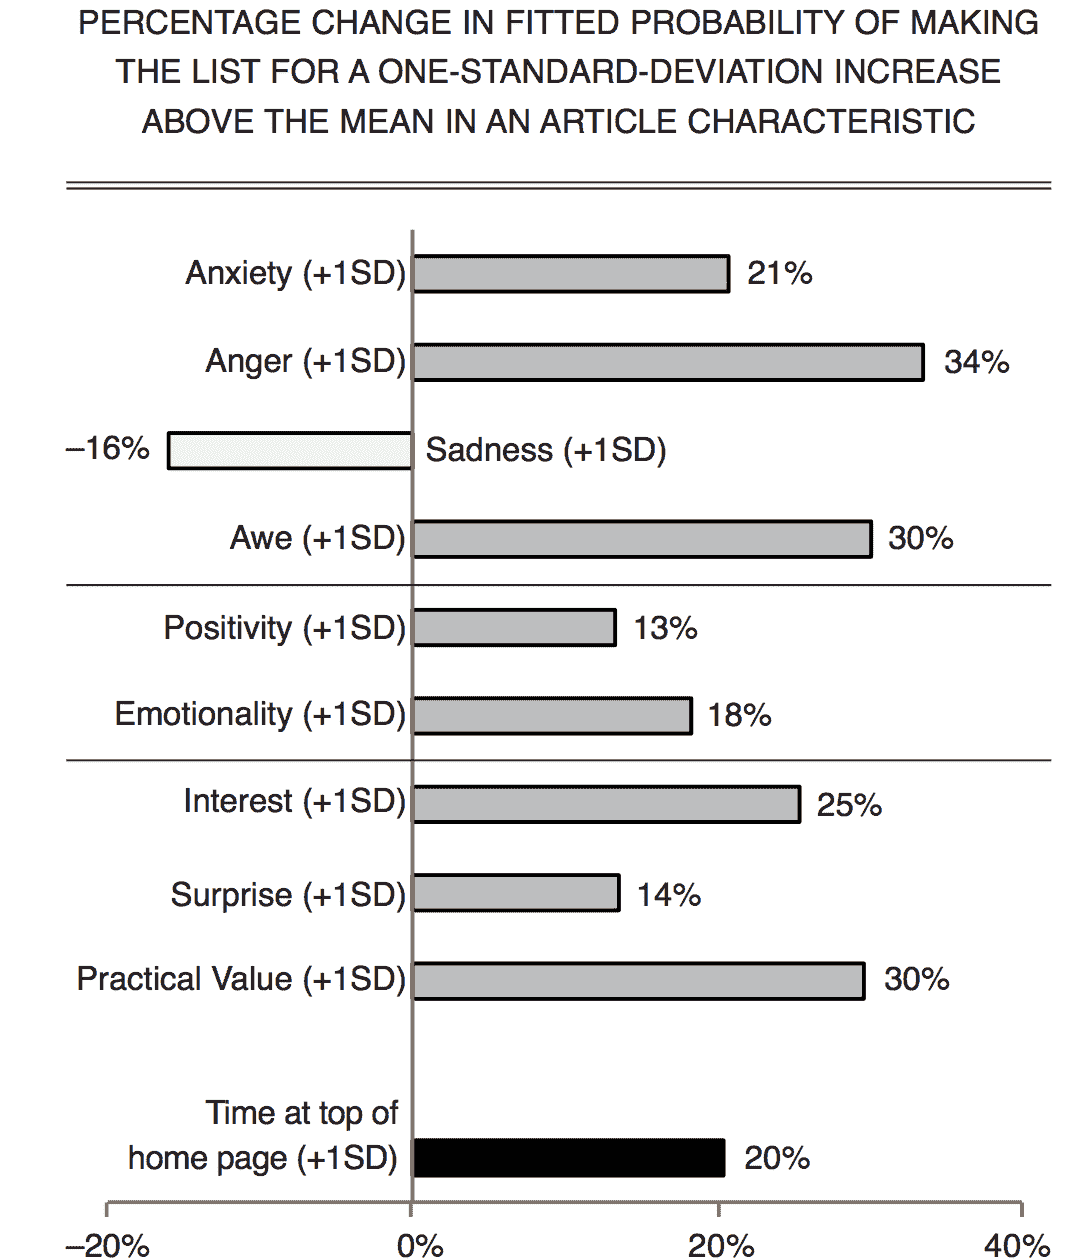 PERCENTAGE CHANGE IN FITTED PROBABILITY OF MAKING
THE LIST FOR A ONE-STANDARD-DEVIATION INCREASE
ABOVE THE MEAN IN AN ARTICLE CHARACTERISTIC
Anxiety (+1SD) 21%
Anger (+1SD) 34%
–16% Sadness (+1SD)
Awe (+1SD) 30%
Positivity (+1SD) 13%
Emotionality (+1SD) 18%
Interest (+1SD) 25%
Surprise (+1SD) 14%
Practical Value (+1SD) 30%
Time at top of
home page (+1SD) 20%
–20% 0% 20% 40%